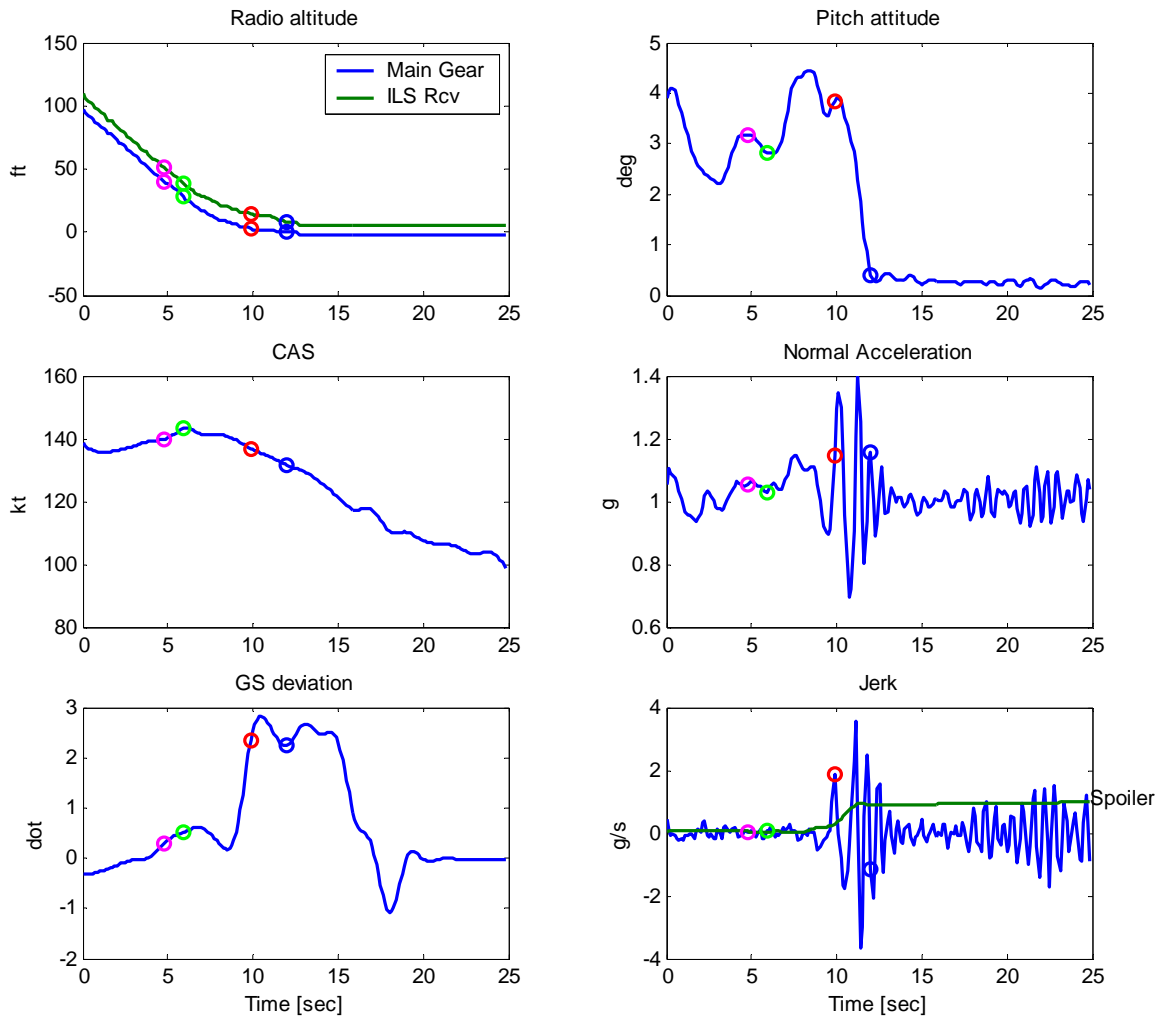 Radio altitude
150
100
50
0
-50
ft
Main Gear
ILS Rcv
0 5 10 15 20 25
Pitch attitude
5
4
3
2
1
0
deg
0 5 10 15 20 25
CAS
160
140
120
100
80
kt
0 5 10 15 20 25
Normal Acceleration
1.4
1.2
1
0.8
0.6
g
0 5 10 15 20 25
GS deviation
3
2
1
0
-1
-2
dot
0 5 10 15 20 25
Time [sec]
Jerk
4
2
0
-2
-4
g/s
Spoiler
0 5 10 15 20 25
Time [sec]